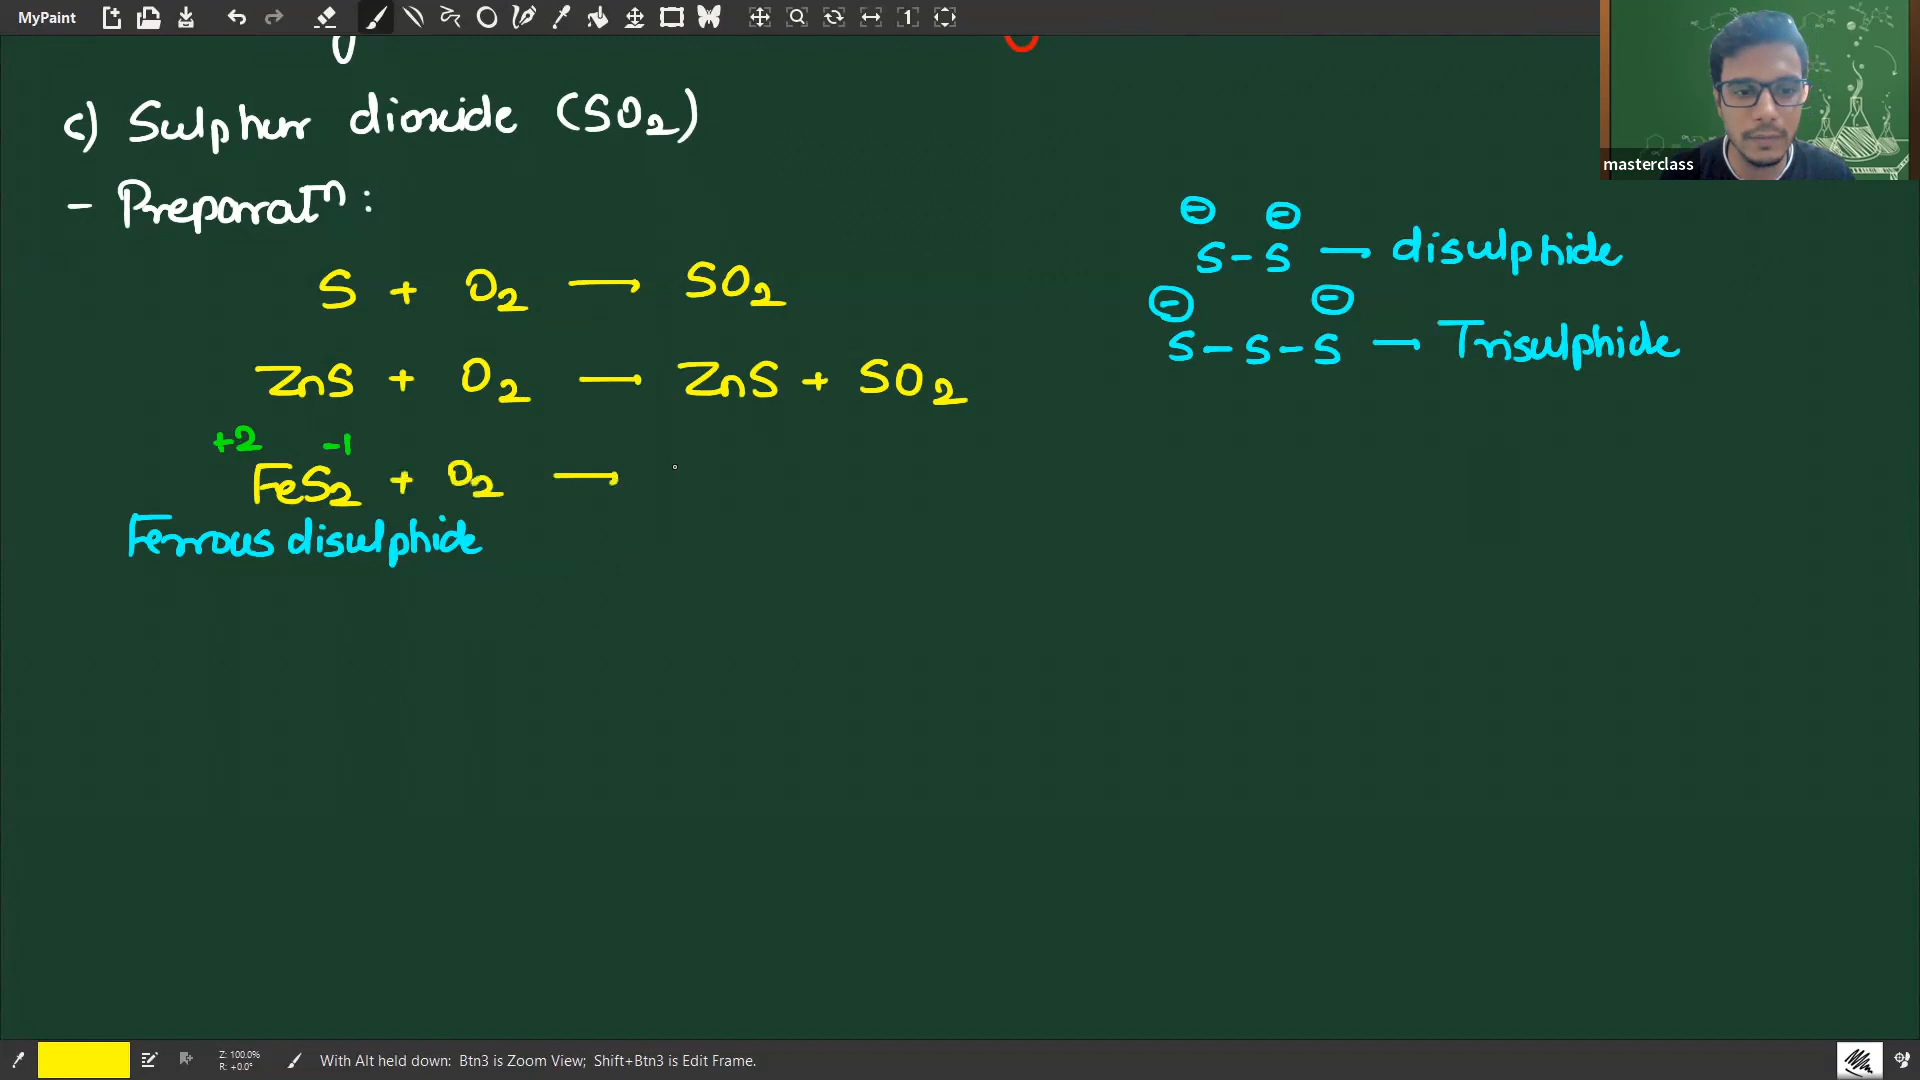 MyPaint
masterclass
c) Sulphur dioxide (SO₂)
- Preparatⁿ :
S + O₂ → SO₂
ZnS + O₂ → ZnS + SO₂
+2 -1
FeS₂ + O₂ →
Ferrous disulphide
⊖ ⊖
S-S → disulphide
⊖ ⊖
S-S-S → Trisulphide
Z: 100.0%
R: +0.0°
With Alt held down: Btn3 is Zoom View; Shift+Btn3 is Edit Frame.